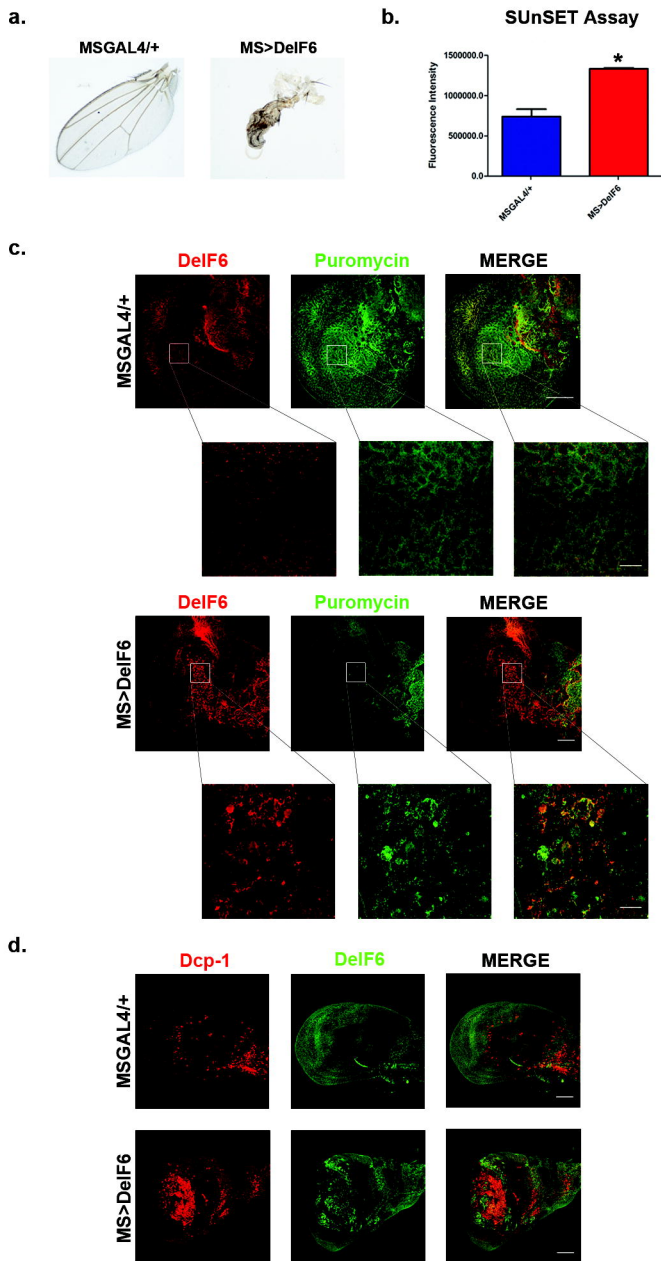 a.
MSGAL4/+ MS>DeIF6
b.
SUnSET Assay
Fluorescence Intensity
1500000.0
1000000.0
500000.0
0.0
*
MSGAL4/+
MS>DeIF6
c.
DeIF6 Puromycin MERGE
MSGAL4/+
DeIF6 Puromycin MERGE
MS>DeIF6
d.
Dcp-1 DeIF6 MERGE
MSGAL4/+
MS>DeIF6